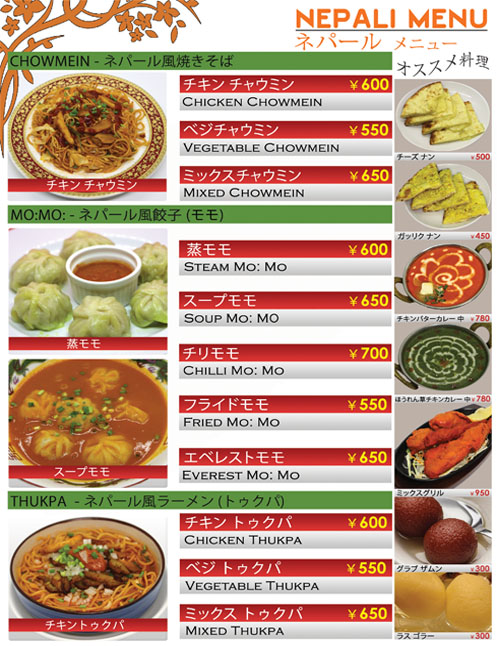 NEPALI MENU
ネパール メニュー
オススメ料理
CHOWMEIN - ネパール風焼きそば
チキン チャウミン ¥600
CHICKEN CHOWMEIN
ベジチャウミン ¥550
VEGETABLE CHOWMEIN
ミックスチャウミン ¥650
MIXED CHOWMEIN
チキン チャウミン
MO:MO: - ネパール風餃子 (モモ)
蒸モモ ¥600
STEAM MO: MO
スープモモ ¥650
SOUP MO: MO
チリモモ ¥700
CHILLI MO: MO
フライドモモ ¥550
FRIED MO: MO
エベレストモモ ¥650
EVEREST MO: MO
蒸モモ
スープモモ
THUKPA - ネパール風ラーメン (トゥクパ)
チキン トゥクパ ¥600
CHICKEN THUKPA
ベジ トゥクパ ¥550
VEGETABLE THUKPA
ミックス トゥクパ ¥650
MIXED THUKPA
チキントゥクパ
チーズ ナン ¥500
ガッリク ナン ¥450
チキンバターカレー 中 ¥780
ほうれん草チキンカレー 中 ¥780
ミックスグリル ¥950
グラブ ザムン ¥300
ラス ゴラー ¥300